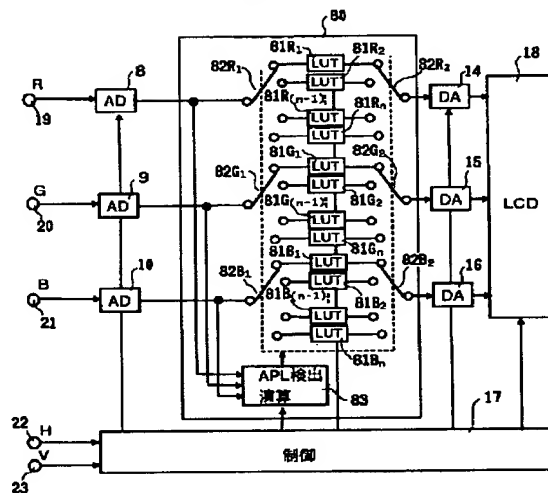 80
81R₁
81R₂
18
8
82R₁
LUT
82R₂
14
R
LUT
AD
DA
19
81R(n-1)
LUT
81Rn
LUT
9
81G₁
82G₂
15
G
82G₁
LUT
AD
LUT
81G₂
DA
LCD
20
81G(n-1)
LUT
81Gn
LUT
10
81B₁
16
B
82B₁
LUT
82B₂
AD
LUT
81B₂
DA
21
81B(n-1)
LUT
LUT
81Bn
APL検出
演算
83
17
22
H
制御
V
23